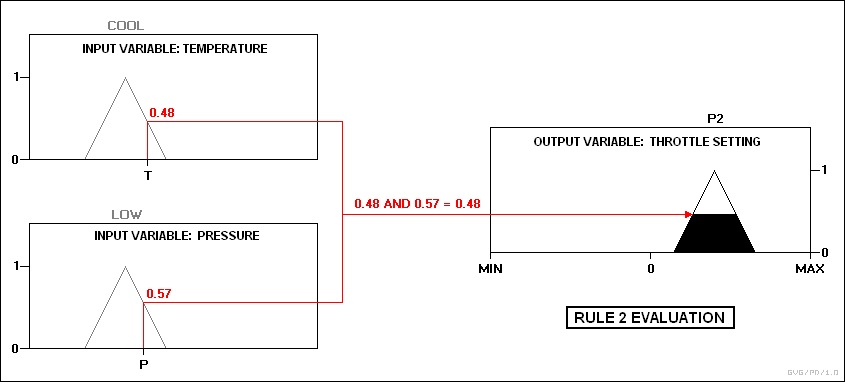 COOL
INPUT VARIABLE: TEMPERATURE
1
0.48
0
T
LOW
INPUT VARIABLE: PRESSURE
1
0.57
0
P
0.48 AND 0.57 = 0.48
P2
OUTPUT VARIABLE: THROTTLE SETTING
1
0
MIN
0
MAX
RULE 2 EVALUATION
GVG/PD/1.0